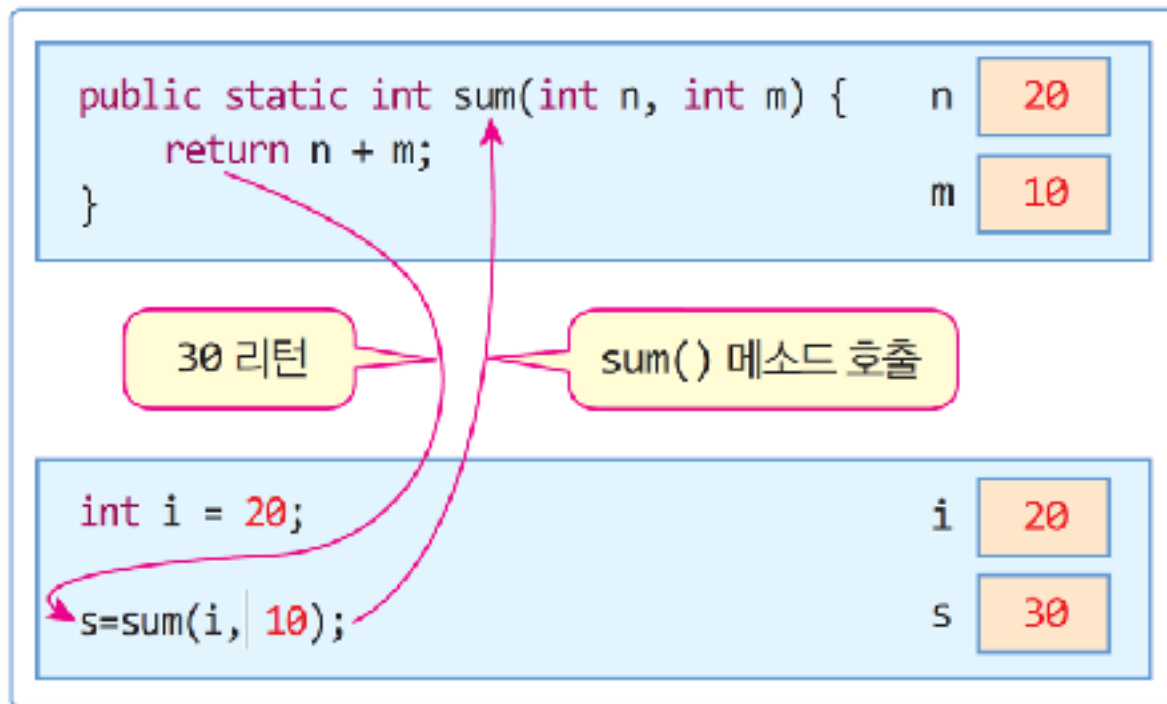 public static int sum(int n, int m) {
n 20
return n + m;
m 10
}
30 리턴
sum() 메소드 호출
int i = 20;
i 20
s=sum(i, 10);
s 30